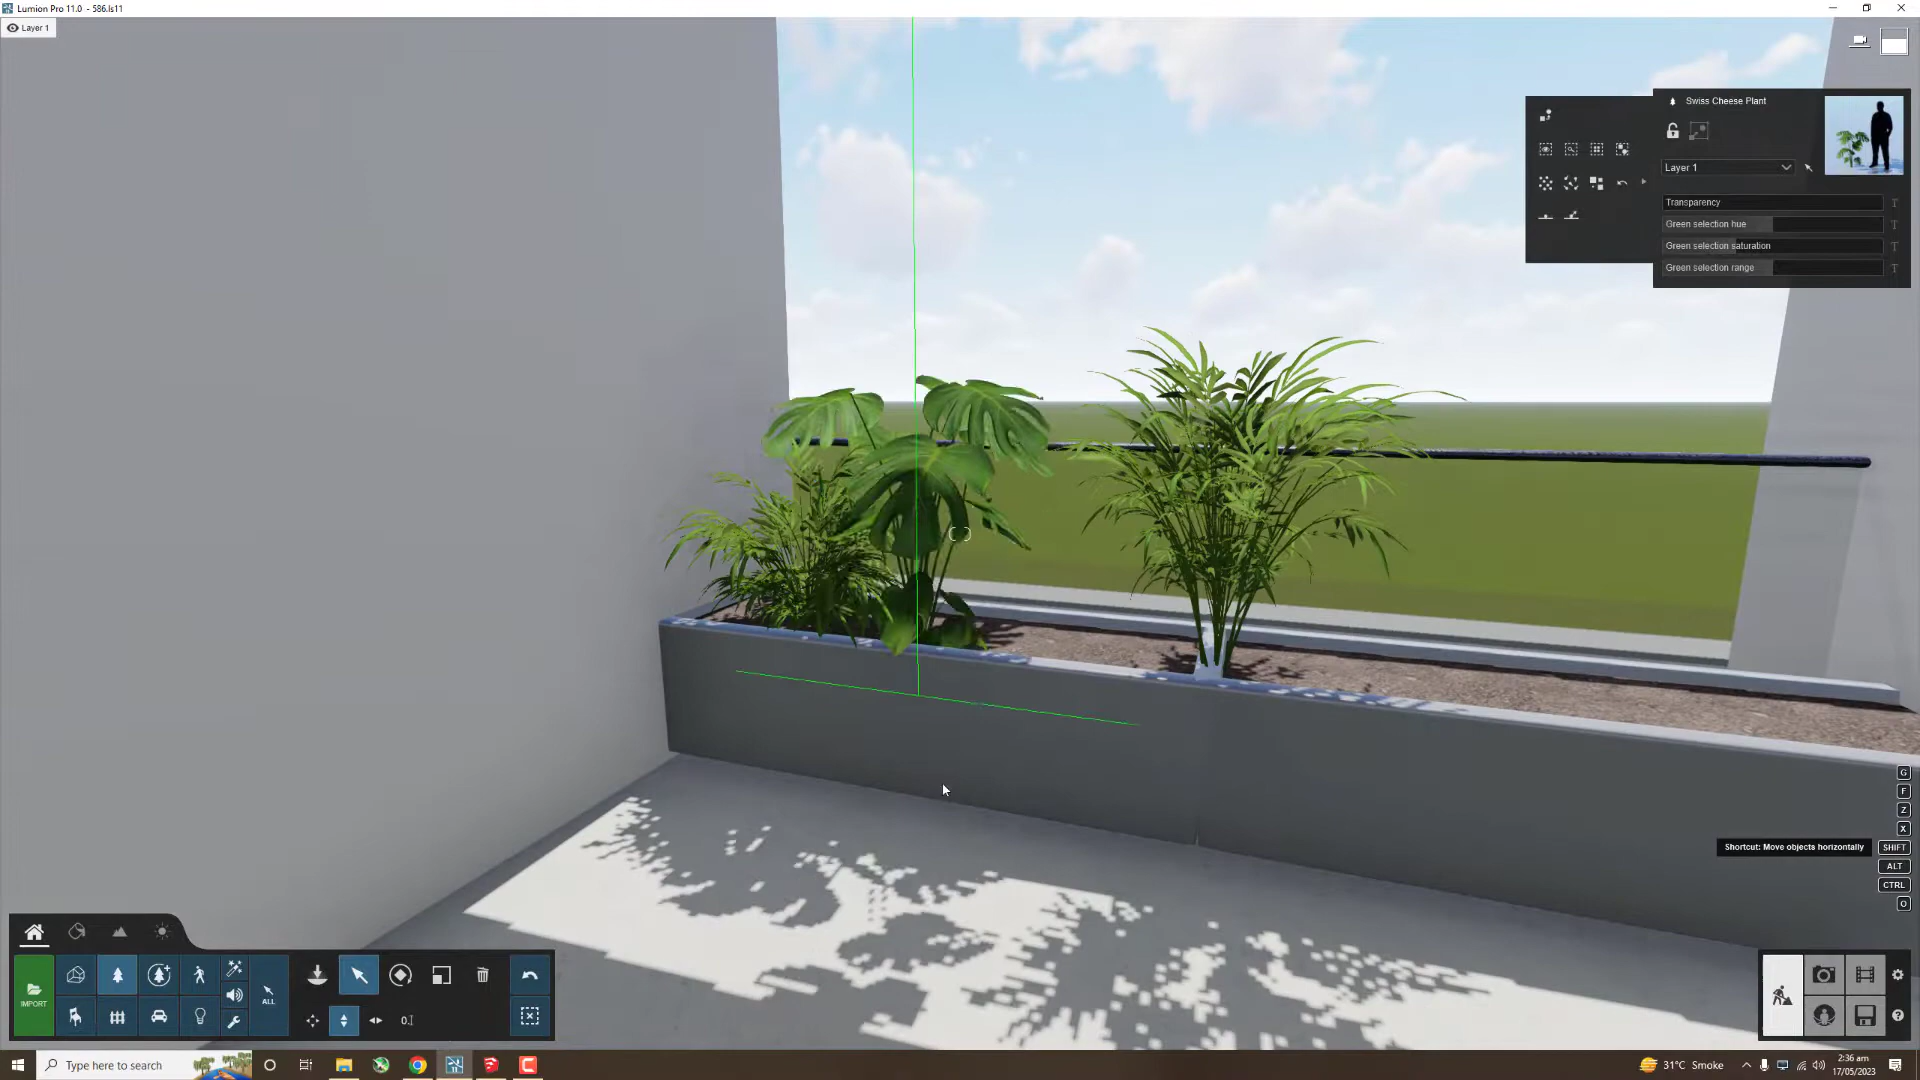 Lumion Pro 11.0 - 586.ls11
Layer 1
Swiss Cheese Plant
Layer 1
Transparency
Green selection hue
Green selection saturation
Green selection range
T
T
T
T
G
F
Z
X
Shortcut: Move objects horizontally
SHIFT
ALT
CTRL
O
IMPORT
ALL
Type here to search
31°C Smoke
2:36 am
17/05/2023